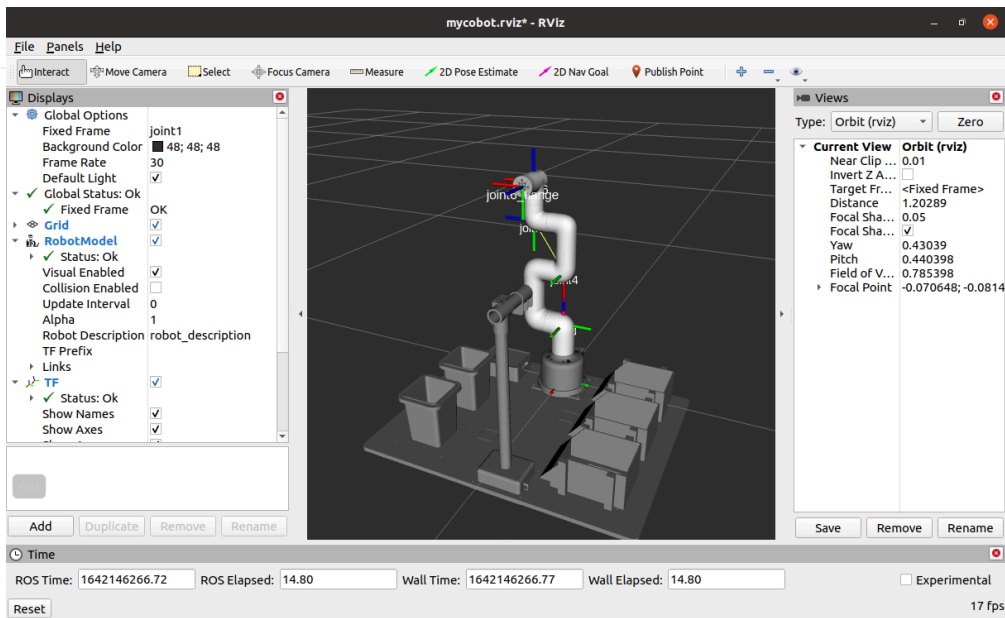 mycobot.rviz* - RViz
File Panels Help
Interact Move Camera Select Focus Camera Measure 2D Pose Estimate 2D Nav Goal Publish Point
Displays
Global Options
Fixed Frame joint1
Background Color 48; 48; 48
Frame Rate 30
Default Light
Global Status: Ok
Fixed Frame OK
Grid
RobotModel
Status: Ok
Visual Enabled
Collision Enabled
Update Interval 0
Alpha 1
Robot Description robot_description
TF Prefix
Links
TF
Status: Ok
Show Names
Show Axes
rviz
Add Duplicate Remove Rename
joint4
Views
Type: Orbit (rviz) Zero
Current View Orbit (rviz)
Near Clip ... 0.01
Invert Z A...
Target Fr... <Fixed Frame>
Distance 1.20289
Focal Sha... 0.05
Focal Sha...
Yaw 0.43039
Pitch 0.440398
Field of V... 0.785398
Focal Point -0.070648; -0.0814
Save Remove Rename
Time
ROS Time: 1642146266.72 ROS Elapsed: 14.80 Wall Time: 1642146266.77 Wall Elapsed: 14.80 Experimental
Reset 17 fps